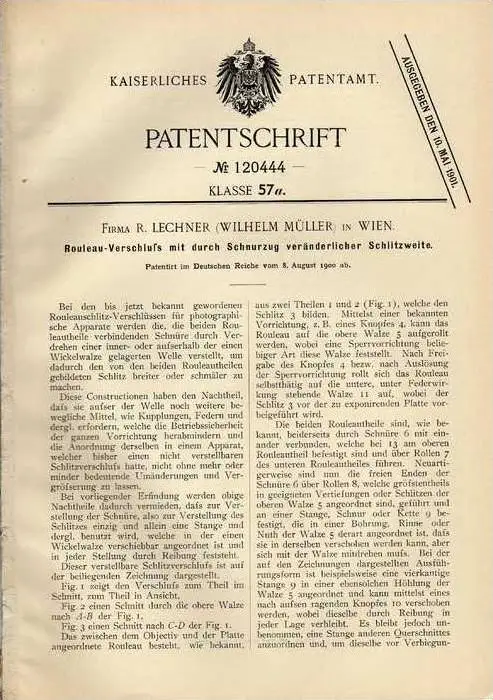 KAISERLICHES PATENTAMT.
AUSGEGEBEN DEN 10. MAI 1901.
PATENTSCHRIFT
— № 120444 —
KLASSE 57a.
FIRMA R. LECHNER (WILHELM MÜLLER) IN WIEN.
Rouleau-Verschluſs mit durch Schnurzug veränderlicher Schlitzweite.
Patentirt im Deutschen Reiche vom 8. August 1900 ab.
Bei den bis jetzt bekannt gewordenen
Rouleauschlitz-Verschlüssen für photographi-
sche Apparate werden die, die beiden Rou-
leautheile verbindenden Schnüre durch Ver-
drehen einer inner- oder aufserhalb der einen
Wickelwalze gelagerten Welle verstellt, um
dadurch den von den beiden Rouleautheilen
gebildeten Schlitz breiter oder schmäler zu
machen.
Diese Constructionen haben den Nachtheil,
dafs sie aufser der Welle noch weitere be-
wegliche Mittel, wie Kupplungen, Federn und
dergl. erfordern, welche die Betriebssicherheit
der ganzen Vorrichtung herabmindern und
die Anordnung derselben in einem Apparat,
welcher bisher einen nicht verstellbaren
Schlitzverschlufs hatte, nicht ohne mehr oder
minder bedeutende Umänderungen und Ver-
gröfserung zu lassen.
Bei vorliegender Erfindung werden obige
Nachtheile dadurch vermieden, dafs zur Ver-
stellung der Schnüre, also zur Verstellung des
Schlitzes einzig und allein eine Stange und
dergl. benutzt wird, welche in der einen
Wickelwalze verschiebbar angeordnet ist und
in jeder Stellung durch Reibung feststeht.
Dieser verstellbare Schlitzverschlufs ist auf
der beiliegenden Zeichnung dargestellt.
Fig. 1 zeigt den Verschlufs zum Theil im
Schnitt, zum Theil in Ansicht.
Fig. 2 einen Schnitt durch die obere Walze
nach A-B der Fig. 1,
Fig. 3 einen Schnitt nach C-D der Fig. 1.
Das zwischen dem Objectiv und der Platte
angeordnete Rouleau besteht, wie bekannt,
aus zwei Theilen 1 und 2 (Fig. 1), welche den
Schlitz 3 bilden. Mittelst einer bekannten
Vorrichtung, z. B. eines Knopfes 4, kann das
Rouleau auf die obere Walze 5 aufgerollt
werden, wobei eine Sperrvorrichtung belie-
biger Art diese Walze feststellt. Nach Frei-
gabe des Knopfes 4 bezw. nach Auslösung
der Sperrvorrichtung rollt sich das Rouleau
selbstthätig auf die untere, unter Federwir-
kung stehende Walze 11 auf, wobei der
Schlitz 3 vor der zu exponirenden Platte vor-
beigeführt wird.
Die beiden Rouleautheile sind, wie be-
kannt, beiderseits durch Schnüre 6 mit ein-
ander verbunden, welche bei 13 am oberen
Rouleautheil befestigt sind und über Rollen 7
des unteren Rouleautheiles führen. Neuartig-
erweise sind nun die freien Enden der
Schnüre 6 über Rollen 8, welche gröfstentheils
in geeigneten Vertiefungen oder Schlitzen der
oberen Walze 5 angeordnet sind, geführt und
an einer Stange, Schnur oder Kette 9 be-
festigt, die in einer Bohrung, Rinne oder
Nuth der Walze 5 derart angeordnet ist, dafs
sie in derselben verschoben werden kann, aber
sich mit der Walze mitdrehen mufs. Bei der
auf den Zeichnungen dargestellten Ausfüh-
rungsform ist beispielsweise eine vierkantige
Stange 9 in einer ebensolchen Höhlung der
Walze 5 angeordnet und kann mittelst eines
nach aufsen ragenden Knopfes 10 verschoben
werden, wobei dieselbe durch Reibung in
jeder Lage verbleibt. Es bleibt jedoch un-
benommen, eine Stange anderen Querschnittes
anzuordnen und, um dieselbe vor Verbiegun-